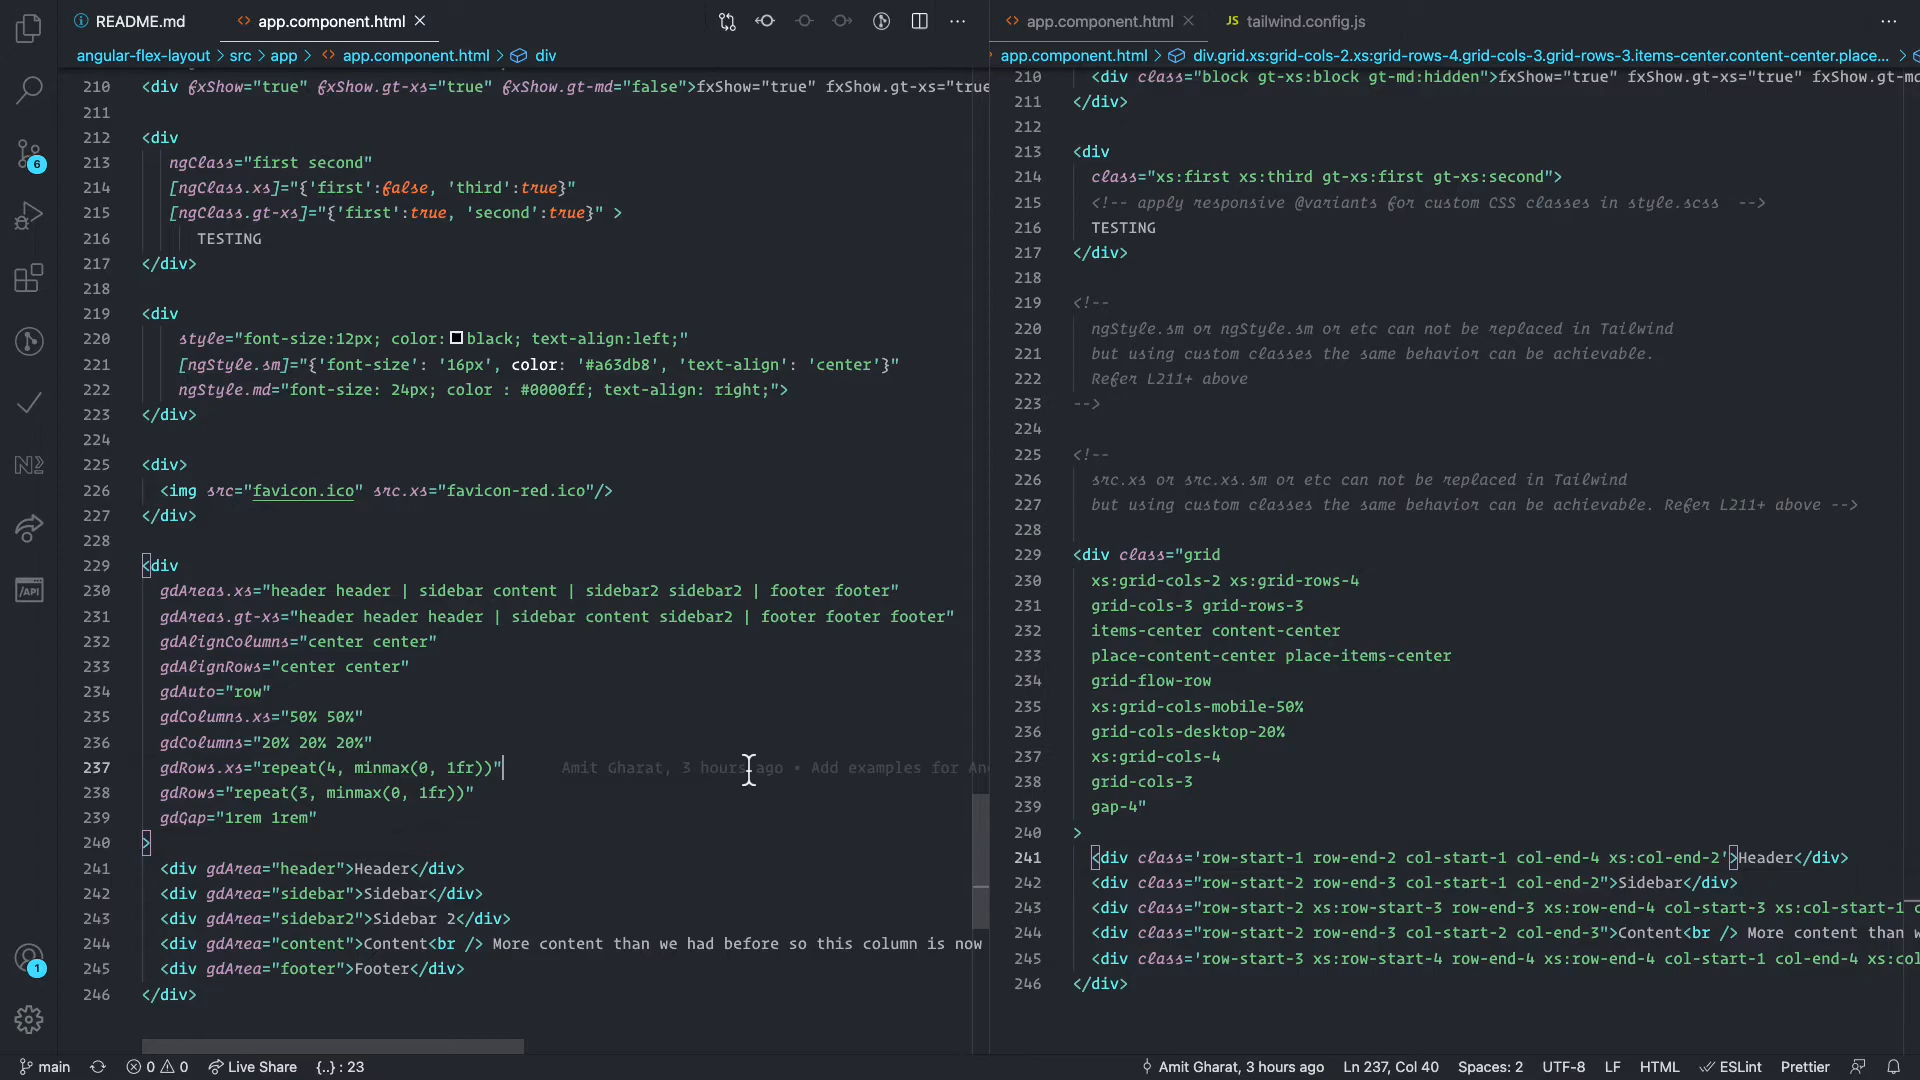 README.md
app.component.html
angular-flex-layout > src > app > app.component.html > div
210 <div fxShow="true" fxShow.gt-xs="true" fxShow.gt-md="false">fxShow="true" fxShow.gt-xs="true
211
212 <div
213 ngClass="first second"
214 [ngClass.xs]="{'first':false, 'third':true}"
215 [ngClass.gt-xs]="{'first':true, 'second':true}" >
216 TESTING
217 </div>
218
219 <div
220 style="font-size:12px; color:black; text-align:left;"
221 [ngStyle.sm]="{'font-size': '16px', color: '#a63db8', 'text-align': 'center'}"
222 ngStyle.md="font-size: 24px; color : #0000ff; text-align: right;">
223 </div>
224
225 <div>
226 <img src="favicon.ico" src.xs="favicon-red.ico"/>
227 </div>
228
229 <div
230 gdAreas.xs="header header | sidebar content | sidebar2 sidebar2 | footer footer"
231 gdAreas.gt-xs="header header header | sidebar content sidebar2 | footer footer footer"
232 gdAlignColumns="center center"
233 gdAlignRows="center center"
234 gdAuto="row"
235 gdColumns.xs="50% 50%"
236 gdColumns="20% 20% 20%"
237 gdRows.xs="repeat(4, minmax(0, 1fr))" Amit Gharat, 3 hours ago • Add examples for An
238 gdRows="repeat(3, minmax(0, 1fr))"
239 gdGap="1rem 1rem"
240 >
241 <div gdArea="header">Header</div>
242 <div gdArea="sidebar">Sidebar</div>
243 <div gdArea="sidebar2">Sidebar 2</div>
244 <div gdArea="content">Content<br /> More content than we had before so this column is now
245 <div gdArea="footer">Footer</div>
246 </div>
app.component.html
JS tailwind.config.js
app.component.html > div.grid.xs:grid-cols-2.xs:grid-rows-4.grid-cols-3.grid-rows-3.items-center.content-center.place... >
210 <div class="block gt-xs:block gt-md:hidden">fxShow="true" fxShow.gt-xs="true" fxShow.gt-md
211 </div>
212
213 <div
214 class="xs:first xs:third gt-xs:first gt-xs:second">
215 <!-- apply responsive @variants for custom CSS classes in style.scss -->
216 TESTING
217 </div>
218
219 <!--
220 ngStyle.sm or ngStyle.sm or etc can not be replaced in Tailwind
221 but using custom classes the same behavior can be achievable.
222 Refer L211+ above
223 -->
224
225 <!--
226 src.xs or src.xs.sm or etc can not be replaced in Tailwind
227 but using custom classes the same behavior can be achievable. Refer L211+ above -->
228
229 <div class="grid
230 xs:grid-cols-2 xs:grid-rows-4
231 grid-cols-3 grid-rows-3
232 items-center content-center
233 place-content-center place-items-center
234 grid-flow-row
235 xs:grid-cols-mobile-50%
236 grid-cols-desktop-20%
237 xs:grid-cols-4
238 grid-cols-3
239 gap-4"
240 >
241 <div class='row-start-1 row-end-2 col-start-1 col-end-4 xs:col-end-2'>Header</div>
242 <div class="row-start-2 row-end-3 col-start-1 col-end-2">Sidebar</div>
243 <div class="row-start-2 xs:row-start-3 row-end-3 xs:row-end-4 col-start-3 xs:col-start-1 c
244 <div class="row-start-2 row-end-3 col-start-2 col-end-3">Content<br /> More content than w
245 <div class='row-start-3 xs:row-start-4 row-end-4 xs:row-end-4 col-start-1 col-end-4 xs:col
246 </div>
6
N2
/API
1
main 0 0 Live Share {..} : 23
Amit Gharat, 3 hours ago Ln 237, Col 40 Spaces: 2 UTF-8 LF HTML ESLint Prettier